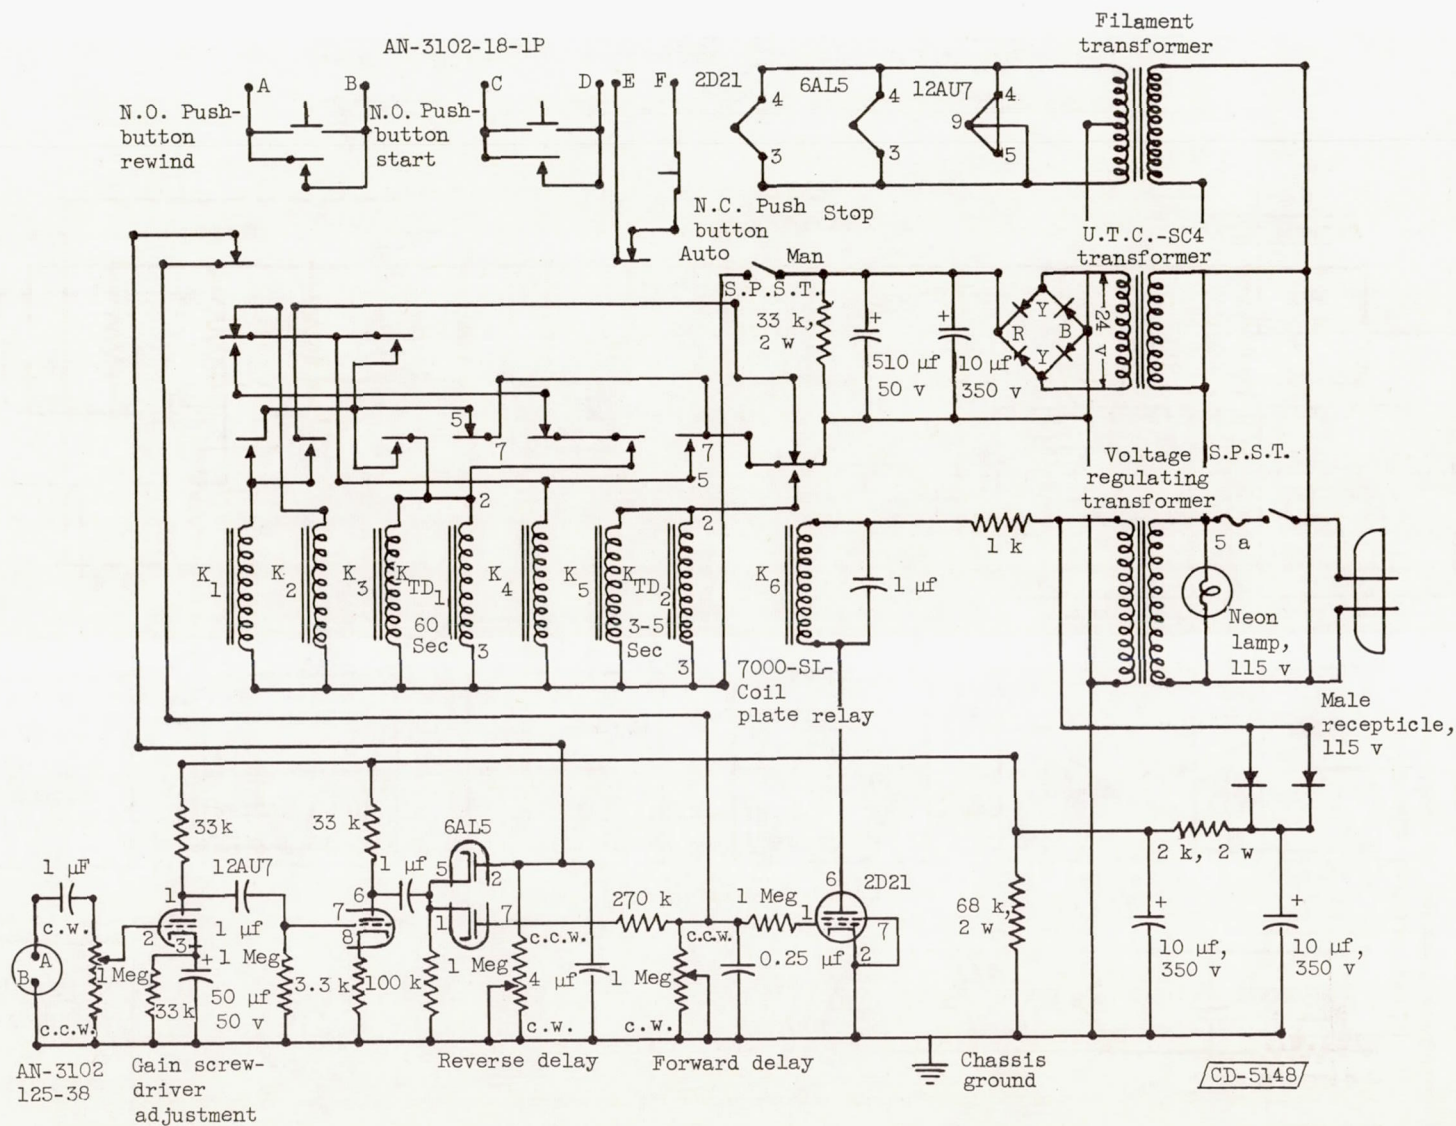 Filament
transformer
AN-3102-18-1P
A
B
C
D
E
F
2D21
6AL5
12AU7
4
4
4
9
3
3
5
N.O. Push-
button
rewind
N.O. Push-
button
start
N.C. Push
button
Stop
Auto
Man
S.P.S.T.
U.T.C.-SC4
transformer
33 k,
2 w
+
510 µf
50 v
+
10 µf
350 v
R
Y
B
Y
24 v
5
7
7
5
Voltage
regulating
transformer
S.P.S.T.
2
2
K1
K2
K3
KTD1
60
Sec
3
K4
K5
KTD2
3-5
Sec
3
K6
1 µf
1 k
5 a
Neon
lamp,
115 v
7000-SL-
Coil
plate relay
Male
recepticle,
115 v
33k
33 k
6AL5
1 µF
12AU7
1 µf
1
6
5
2
c.w.
2
3
1 µf
7
8
1
7
270 k
1 Meg
6
2D21
1
7
2
68 k,
2 w
2 k, 2 w
A
B
1 Meg
+
1 Meg
33k
50 µf
50 v
3.3 k
100 k
1 Meg
c.c.w.
4 µf
1 Meg
c.c.w.
0.25 µf
+
10 µf,
350 v
+
10 µf,
350 v
c.c.w.
c.w.
c.w.
AN-3102
125-38
Gain screw-
driver
adjustment
Reverse delay
Forward delay
Chassis
ground
CD-5148